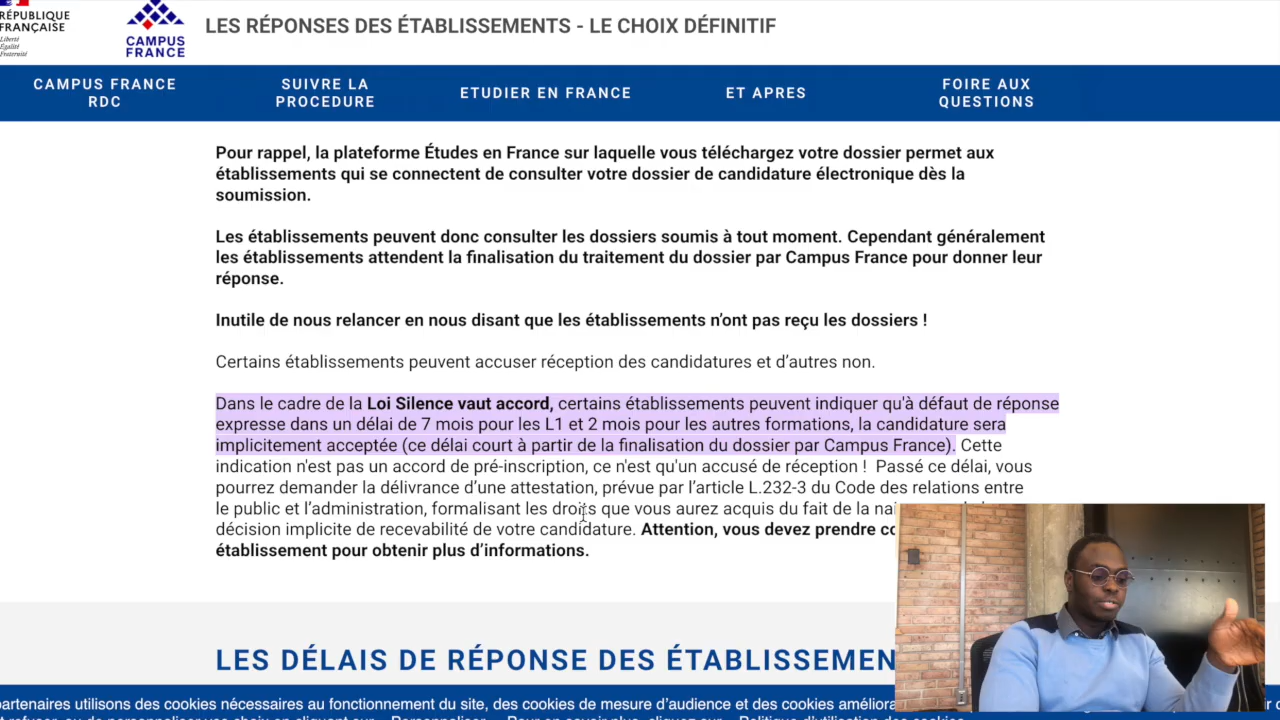 RÉPUBLIQUE
FRANÇAISE
Liberté
Égalité
Fraternité
CAMPUS
FRANCE
LES RÉPONSES DES ÉTABLISSEMENTS - LE CHOIX DÉFINITIF
CAMPUS FRANCE
RDC
SUIVRE LA
PROCEDURE
ETUDIER EN FRANCE
ET APRES
FOIRE AUX
QUESTIONS
Pour rappel, la plateforme Études en France sur laquelle vous téléchargez votre dossier permet aux
établissements qui se connectent de consulter votre dossier de candidature électronique dès la
soumission.
Les établissements peuvent donc consulter les dossiers soumis à tout moment. Cependant généralement
les établissements attendent la finalisation du traitement du dossier par Campus France pour donner leur
réponse.
Inutile de nous relancer en nous disant que les établissements n’ont pas reçu les dossiers !
Certains établissements peuvent accuser réception des candidatures et d’autres non.
Dans le cadre de la Loi Silence vaut accord, certains établissements peuvent indiquer qu'à défaut de réponse
expresse dans un délai de 7 mois pour les L1 et 2 mois pour les autres formations, la candidature sera
implicitement acceptée (ce délai court à partir de la finalisation du dossier par Campus France). Cette
indication n'est pas un accord de pré-inscription, ce n'est qu'un accusé de réception ! Passé ce délai, vous
pourrez demander la délivrance d’une attestation, prévue par l’article L.232-3 du Code des relations entre
le public et l’administration, formalisant les droits que vous aurez acquis du fait de la
décision implicite de recevabilité de votre candidature. Attention, vous devez prendre
établissement pour obtenir plus d’informations.
LES DÉLAIS DE RÉPONSE DES
partenaires utilisons des cookies nécessaires au fonctionnement du site, des cookies de mesure d’audience et des cookies